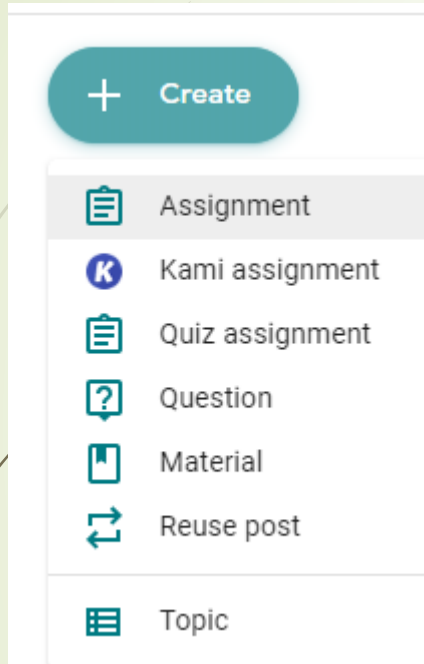 + Create
Assignment
K Kami assignment
Quiz assignment
? Question
Material
Reuse post
Topic